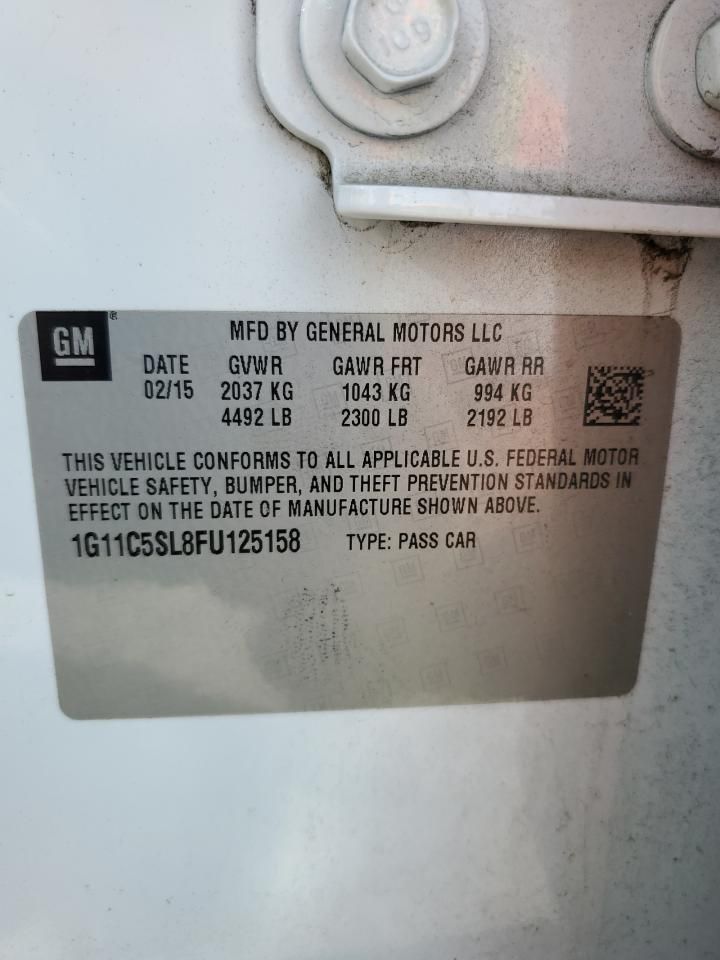 109
GM®
MFD BY GENERAL MOTORS LLC
DATE GVWR GAWR FRT GAWR RR
02/15 2037 KG 1043 KG 994 KG
4492 LB 2300 LB 2192 LB
THIS VEHICLE CONFORMS TO ALL APPLICABLE U.S. FEDERAL MOTOR
VEHICLE SAFETY, BUMPER, AND THEFT PREVENTION STANDARDS IN
EFFECT ON THE DATE OF MANUFACTURE SHOWN ABOVE.
1G11C5SL8FU125158 TYPE: PASS CAR